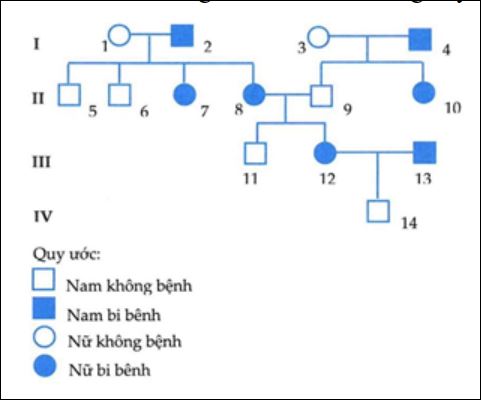 I 1 2 3 4
II 5 6 7 8 9 10
III 11 12 13
IV 14
Quy ước:
Nam không bệnh
Nam bi bênh
Nữ không bệnh
Nữ bi bênh